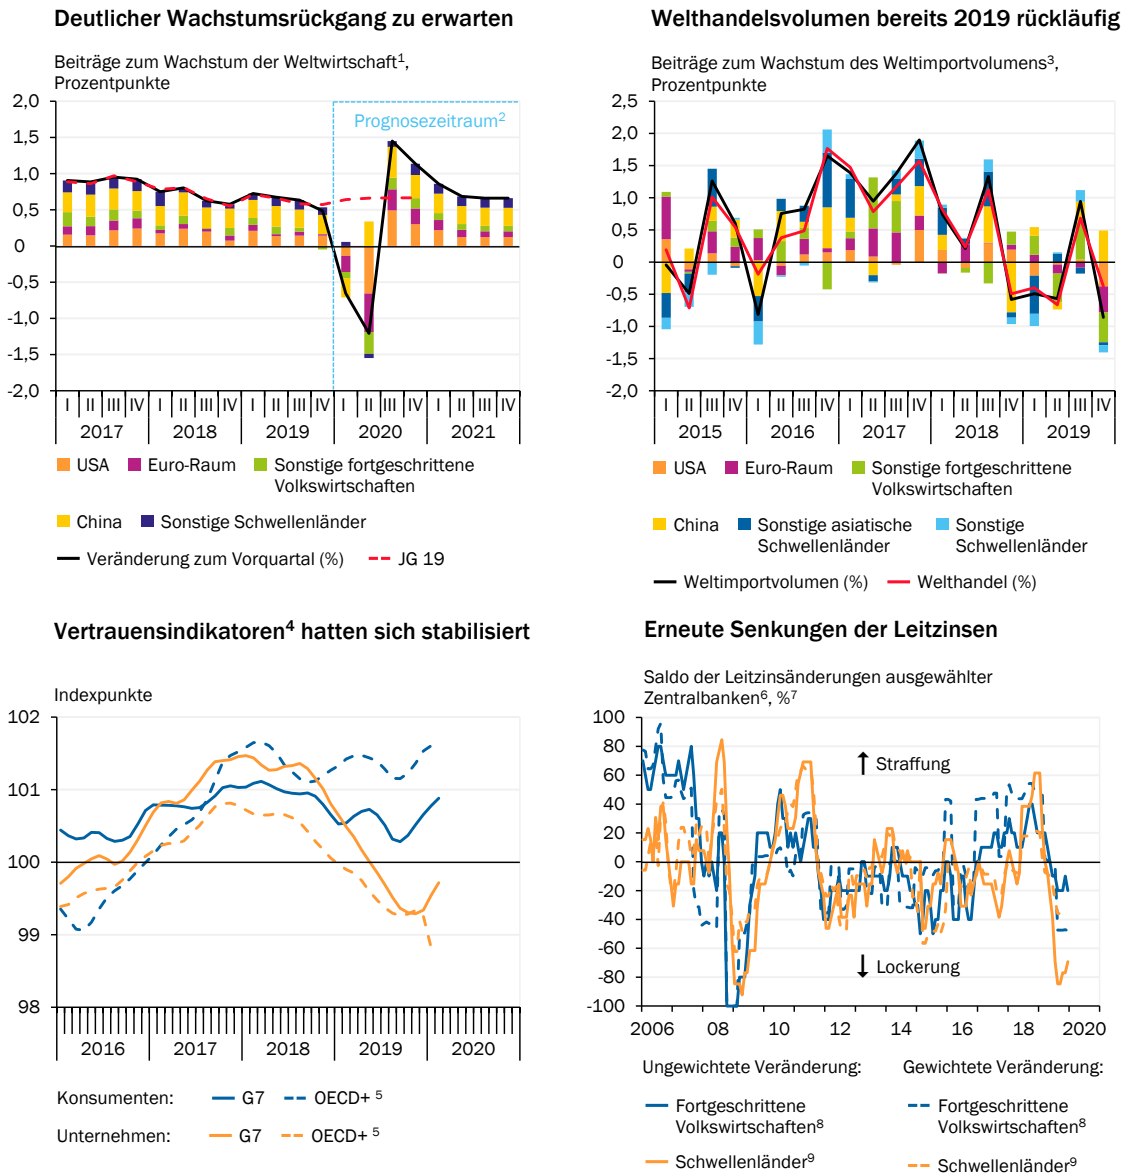 Deutlicher Wachstumsrückgang zu erwarten
Beiträge zum Wachstum der Weltwirtschaft¹,
Prozentpunkte
2,0
1,5
1,0
0,5
0
-0,5
-1,0
-1,5
-2,0
Prognosezeitraum²
I II III IV I II III IV I II III IV I II III IV I II III IV
2017 2018 2019 2020 2021
USA Euro-Raum Sonstige fortgeschrittene
Volkswirtschaften
China Sonstige Schwellenländer
Veränderung zum Vorquartal (%) JG 19
Welthandelsvolumen bereits 2019 rückläufig
Beiträge zum Wachstum des Weltimportvolumens³,
Prozentpunkte
2,5
2,0
1,5
1,0
0,5
0
-0,5
-1,0
-1,5
-2,0
I II III IV I II III IV I II III IV I II III IV I II III IV
2015 2016 2017 2018 2019
USA Euro-Raum Sonstige fortgeschrittene
Volkswirtschaften
China Sonstige asiatische Sonstige
Schwellenländer Schwellenländer
Weltimportvolumen (%) Welthandel (%)
Vertrauensindikatoren⁴ hatten sich stabilisiert
Indexpunkte
102
101
100
99
98
2016 2017 2018 2019 2020
Konsumenten: G7 OECD+ ⁵
Unternehmen: G7 OECD+ ⁵
Erneute Senkungen der Leitzinsen
Saldo der Leitzinsänderungen ausgewählter
Zentralbanken⁶, %⁷
100
80
60
40
20
0
-20
-40
-60
-80
-100
Straffung
Lockerung
2006 08 10 12 14 16 18 2020
Ungewichtete Veränderung: Gewichtete Veränderung:
Fortgeschrittene Fortgeschrittene
Volkswirtschaften⁸ Volkswirtschaften⁸
Schwellenländer⁹ Schwellenländer⁹